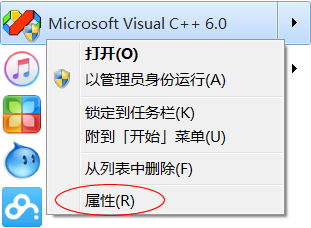 Microsoft Visual C++ 6.0
打开(O)
以管理员身份运行(A)
锁定到任务栏(K)
附到「开始」菜单(U)
从列表中删除(F)
属性(R)